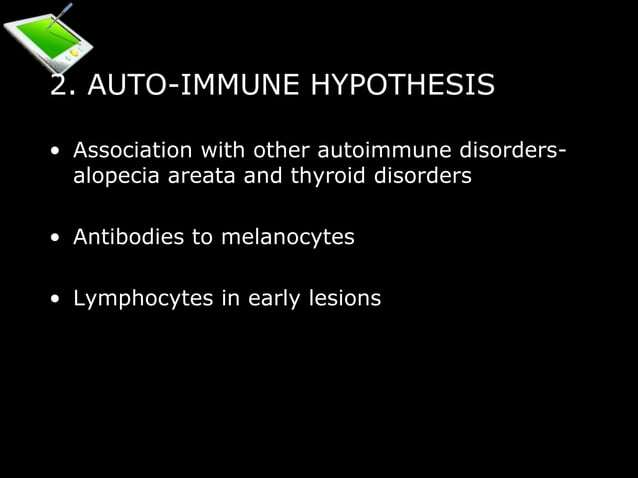 2. AUTO-IMMUNE HYPOTHESIS
• Association with other autoimmune disorders-
alopecia areata and thyroid disorders
• Antibodies to melanocytes
• Lymphocytes in early lesions